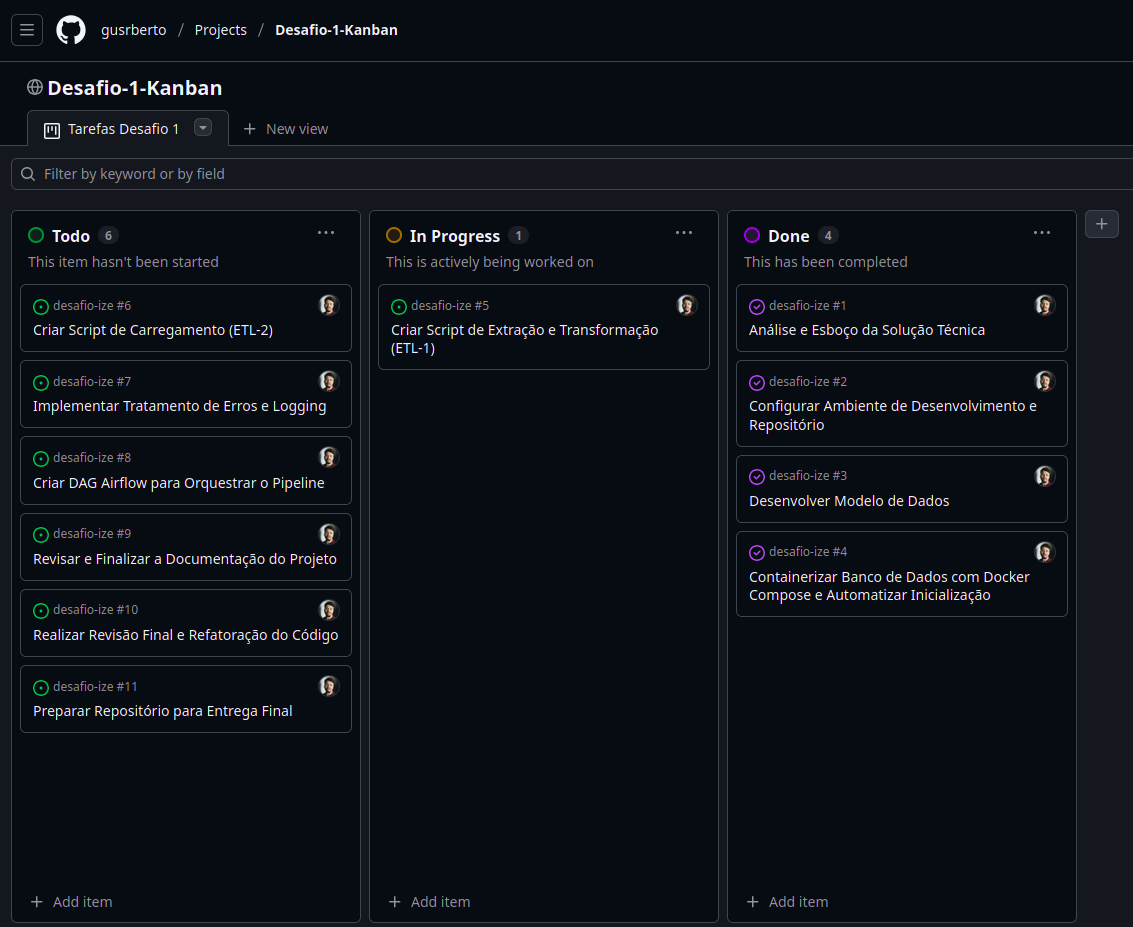 gusrberto / Projects / Desafio-1-Kanban
Desafio-1-Kanban
Tarefas Desafio 1
New view
Filter by keyword or by field
Todo 6
This item hasn't been started
desafio-ize #6
Criar Script de Carregamento (ETL-2)
desafio-ize #7
Implementar Tratamento de Erros e Logging
desafio-ize #8
Criar DAG Airflow para Orquestrar o Pipeline
desafio-ize #9
Revisar e Finalizar a Documentação do Projeto
desafio-ize #10
Realizar Revisão Final e Refatoração do Código
desafio-ize #11
Preparar Repositório para Entrega Final
Add item
In Progress 1
This is actively being worked on
desafio-ize #5
Criar Script de Extração e Transformação
(ETL-1)
Add item
Done 4
This has been completed
desafio-ize #1
Análise e Esboço da Solução Técnica
desafio-ize #2
Configurar Ambiente de Desenvolvimento e
Repositório
desafio-ize #3
Desenvolver Modelo de Dados
desafio-ize #4
Containerizar Banco de Dados com Docker
Compose e Automatizar Inicialização
Add item